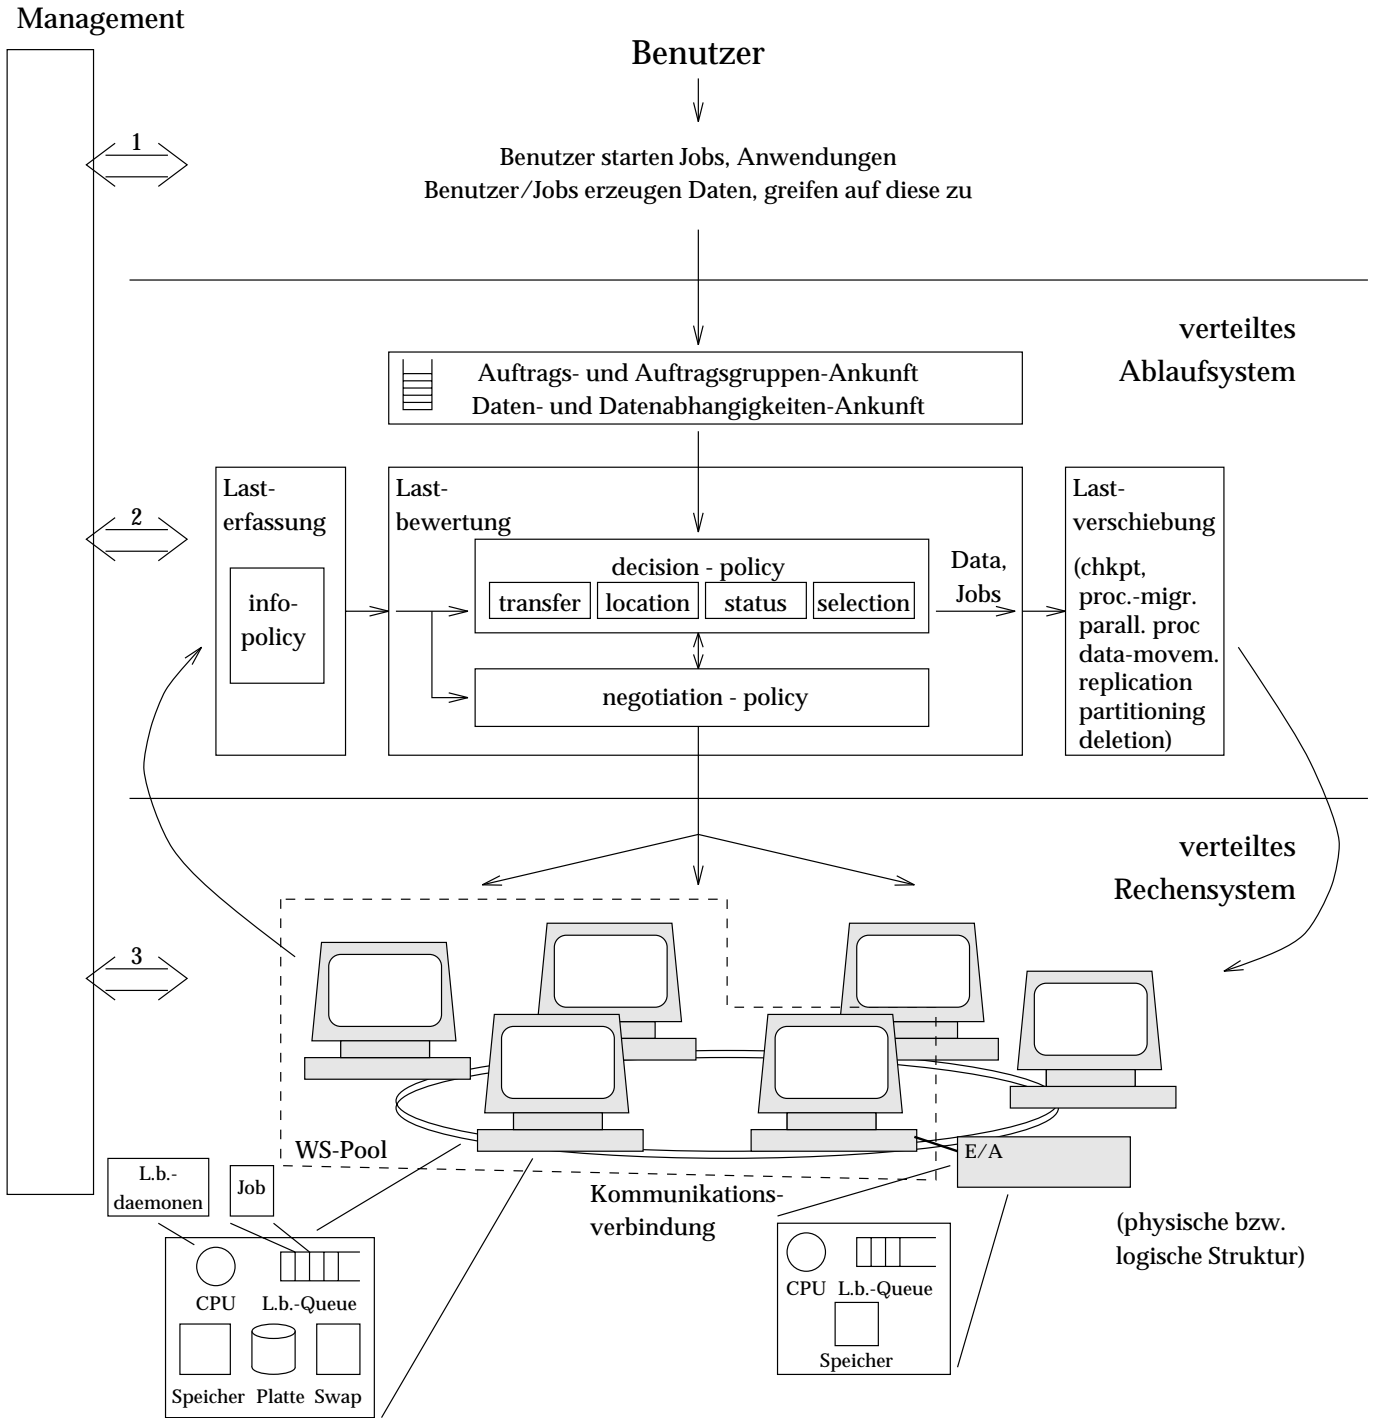 Management
Benutzer
1
Benutzer starten Jobs, Anwendungen
Benutzer/Jobs erzeugen Daten, greifen auf diese zu
verteiltes
Ablaufsystem
Auftrags- und Auftragsgruppen-Ankunft
Daten- und Datenabhangigkeiten-Ankunft
2
Last-
erfassung
info-
policy
Last-
bewertung
decision - policy
transfer
location
status
selection
negotiation - policy
Data,
Jobs
Last-
verschiebung
(chkpt,
proc.-migr.
parall. proc
data-movem.
replication
partitioning
deletion)
verteiltes
Rechensystem
3
WS-Pool
E/A
Kommunikations-
verbindung
(physische bzw.
logische Struktur)
L.b.-
daemonen
Job
CPU
L.b.-Queue
Speicher
Platte
Swap
CPU
L.b.-Queue
Speicher